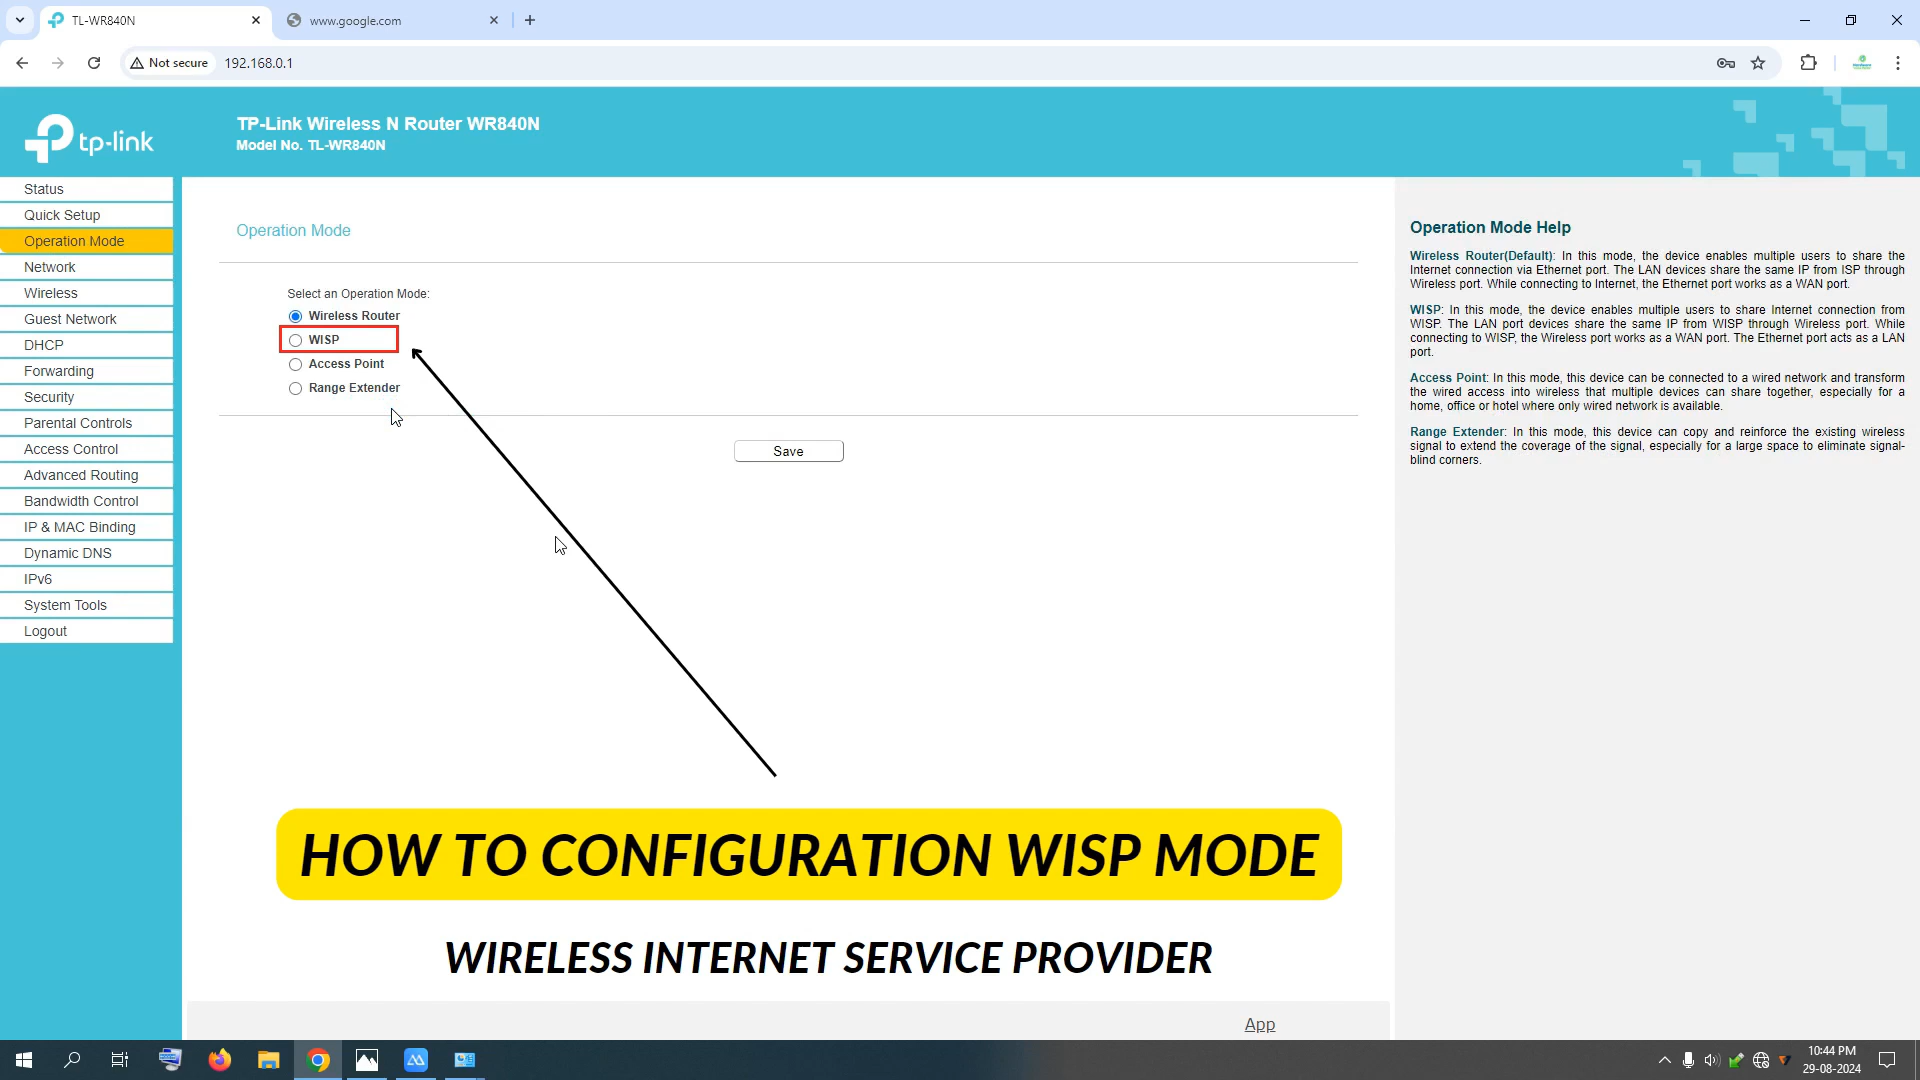 TL-WR840N
www.google.com
Not secure
192.168.0.1
tp-link
TP-Link Wireless N Router WR840N
Model No. TL-WR840N
Status
Quick Setup
Operation Mode
Network
Wireless
Guest Network
DHCP
Forwarding
Security
Parental Controls
Access Control
Advanced Routing
Bandwidth Control
IP & MAC Binding
Dynamic DNS
IPv6
System Tools
Logout
Operation Mode
Select an Operation Mode:
Wireless Router
WISP
Access Point
Range Extender
Save
HOW TO CONFIGURATION WISP MODE
WIRELESS INTERNET SERVICE PROVIDER
App
Operation Mode Help
Wireless Router(Default): In this mode, the device enables multiple users to share the
Internet connection via Ethernet port. The LAN devices share the same IP from ISP through
Wireless port. While connecting to Internet, the Ethernet port works as a WAN port.
WISP: In this mode, the device enables multiple users to share Internet connection from
WISP. The LAN port devices share the same IP from WISP through Wireless port. While
connecting to WISP, the Wireless port works as a WAN port. The Ethernet port acts as a LAN
port.
Access Point: In this mode, this device can be connected to a wired network and transform
the wired access into wireless that multiple devices can share together, especially for a
home, office or hotel where only wired network is available.
Range Extender: In this mode, this device can copy and reinforce the existing wireless
signal to extend the coverage of the signal, especially for a large space to eliminate signal-
blind corners.
10:44 PM
29-08-2024